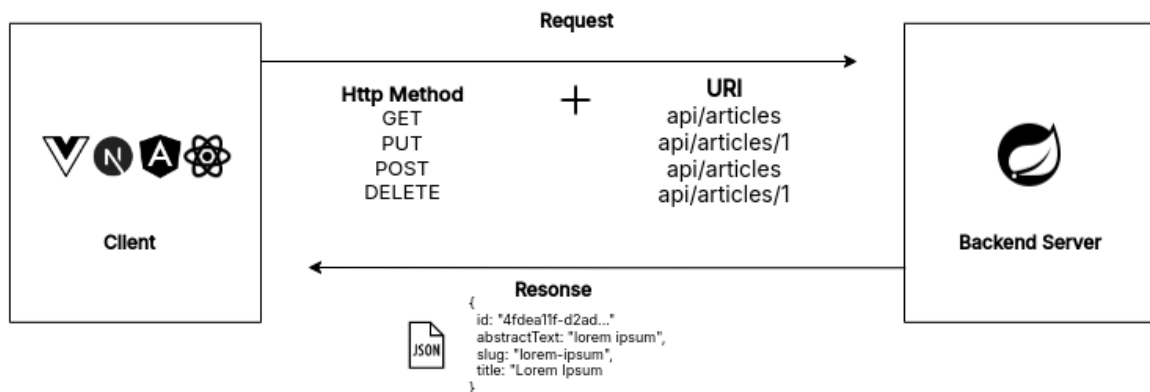 Request
Http Method
GET
PUT
POST
DELETE
+
URI
api/articles
api/articles/1
api/articles
api/articles/1
N
A
Client
Backend Server
Resonse
JSON
{
id: "4fdea11f-d2ad..."
abstractText: "lorem ipsum",
slug: "lorem-ipsum",
title: "Lorem Ipsum
}